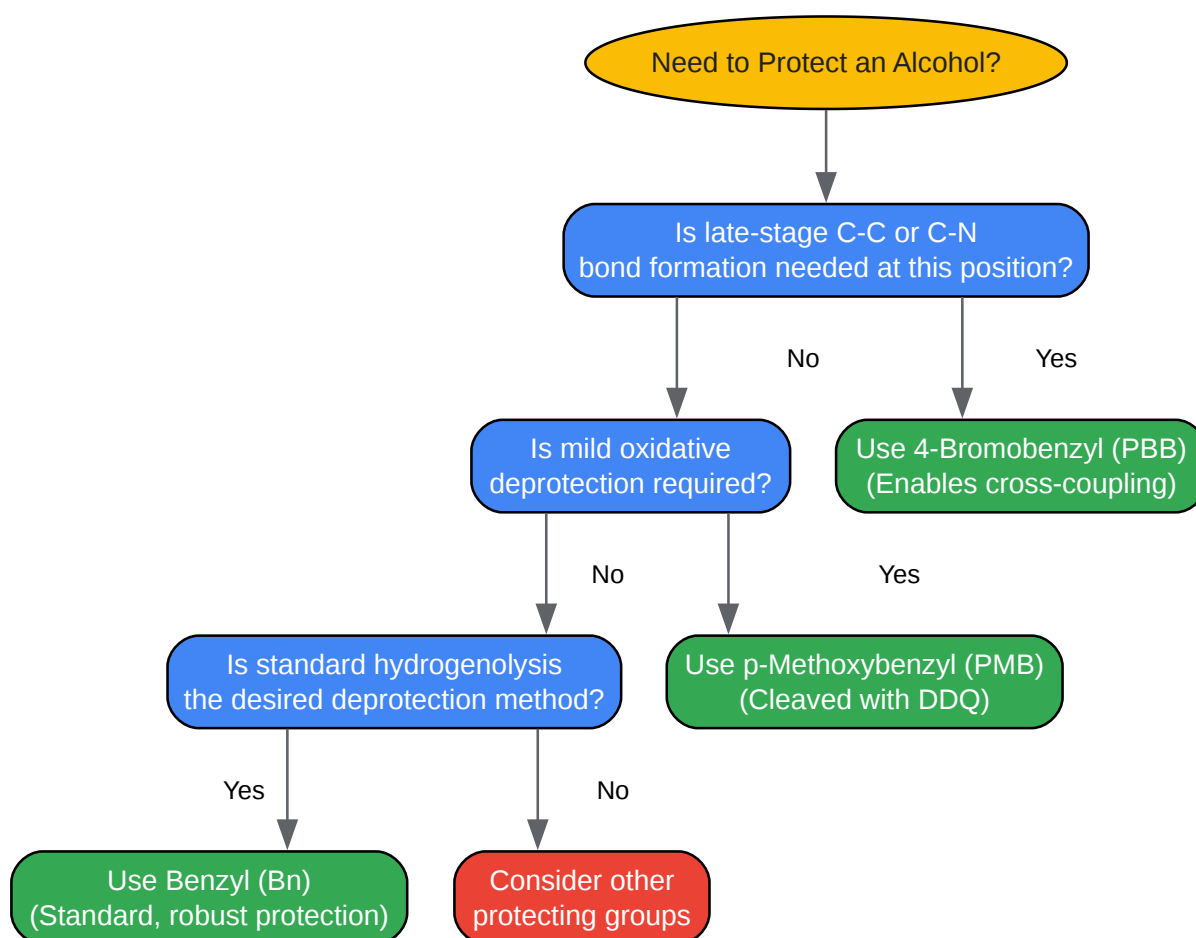 Need to Protect an Alcohol?
Is late-stage C-C or C-N
bond formation needed at this position?
No
Yes
Is mild oxidative
deprotection required?
Use 4-Bromobenzyl (PBB)
(Enables cross-coupling)
No
Yes
Is standard hydrogenolysis
the desired deprotection method?
Use p-Methoxybenzyl (PMB)
(Cleaved with DDQ)
Yes
No
Use Benzyl (Bn)
(Standard, robust protection)
Consider other
protecting groups